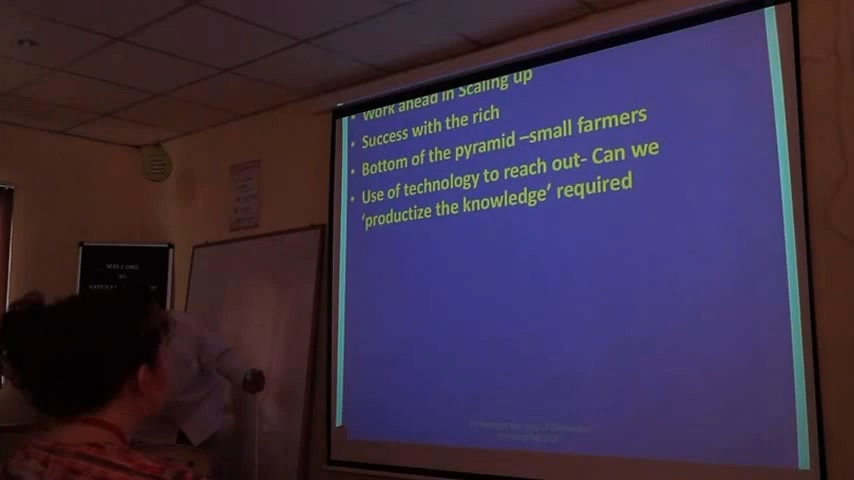 • Work ahead in Scaling up
• Success with the rich
• Bottom of the pyramid –small farmers
• Use of technology to reach out- Can we
‘productize the knowledge’ required
WELCOME